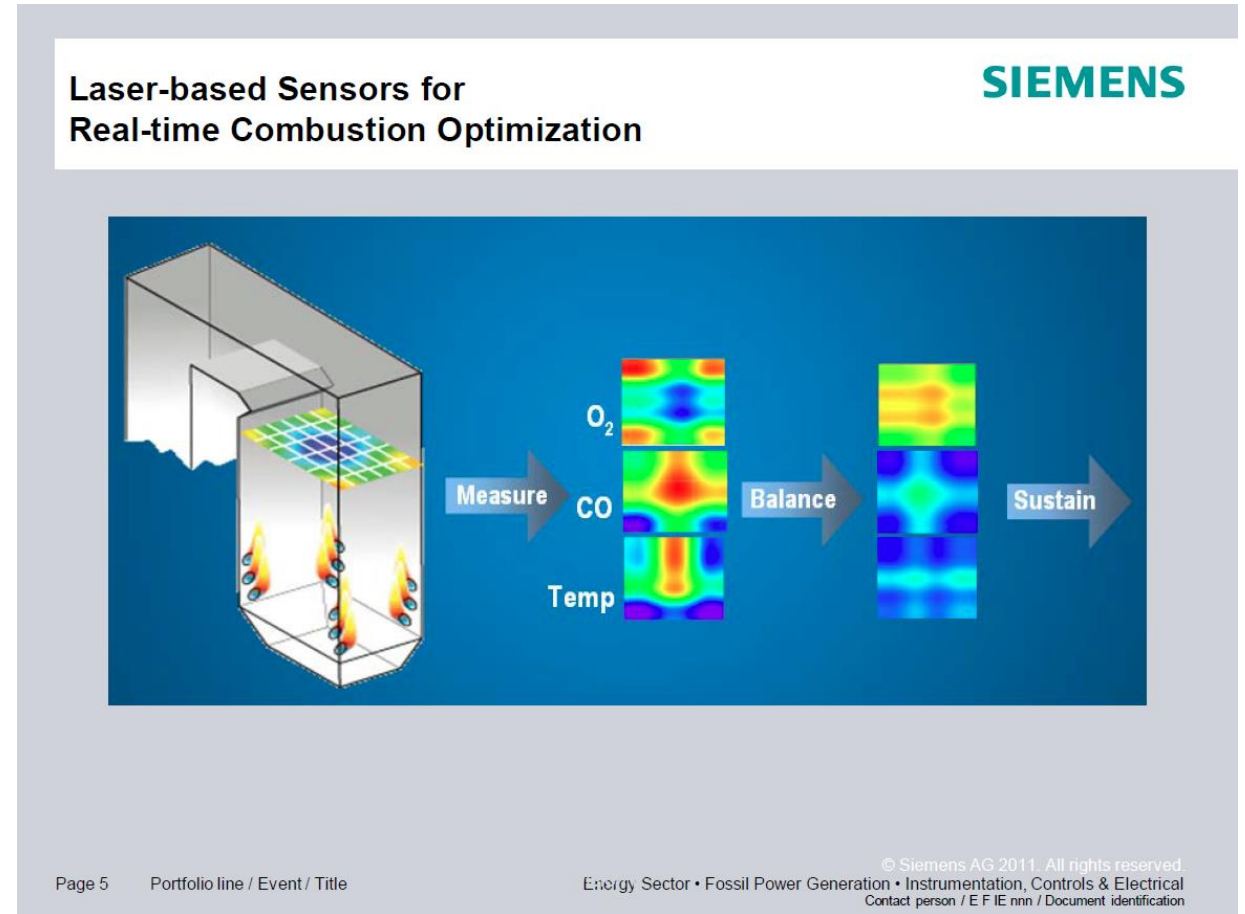 Laser-based Sensors for
Real-time Combustion Optimization
SIEMENS
O₂
Measure
CO
Balance
Sustain
Temp
© Siemens AG 2011. All rights reserved.
Page 5 Portfolio line / Event / Title
Energy Sector • Fossil Power Generation • Instrumentation, Controls & Electrical
Contact person / E F IE nnn / Document identification